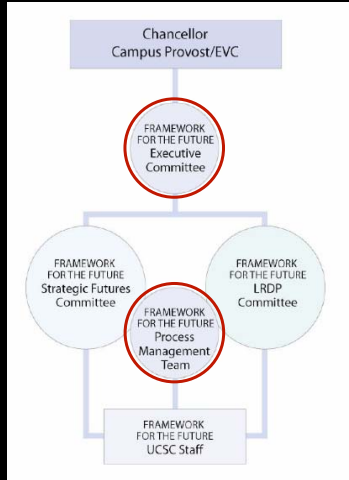 Chancellor
Campus Provost/EVC
FRAMEWORK
FOR THE FUTURE
Executive
Committee
FRAMEWORK
FOR THE FUTURE
Strategic Futures
Committee
FRAMEWORK
FOR THE FUTURE
LRDP
Committee
FRAMEWORK
FOR THE FUTURE
Process
Management
Team
FRAMEWORK
FOR THE FUTURE
UCSC Staff